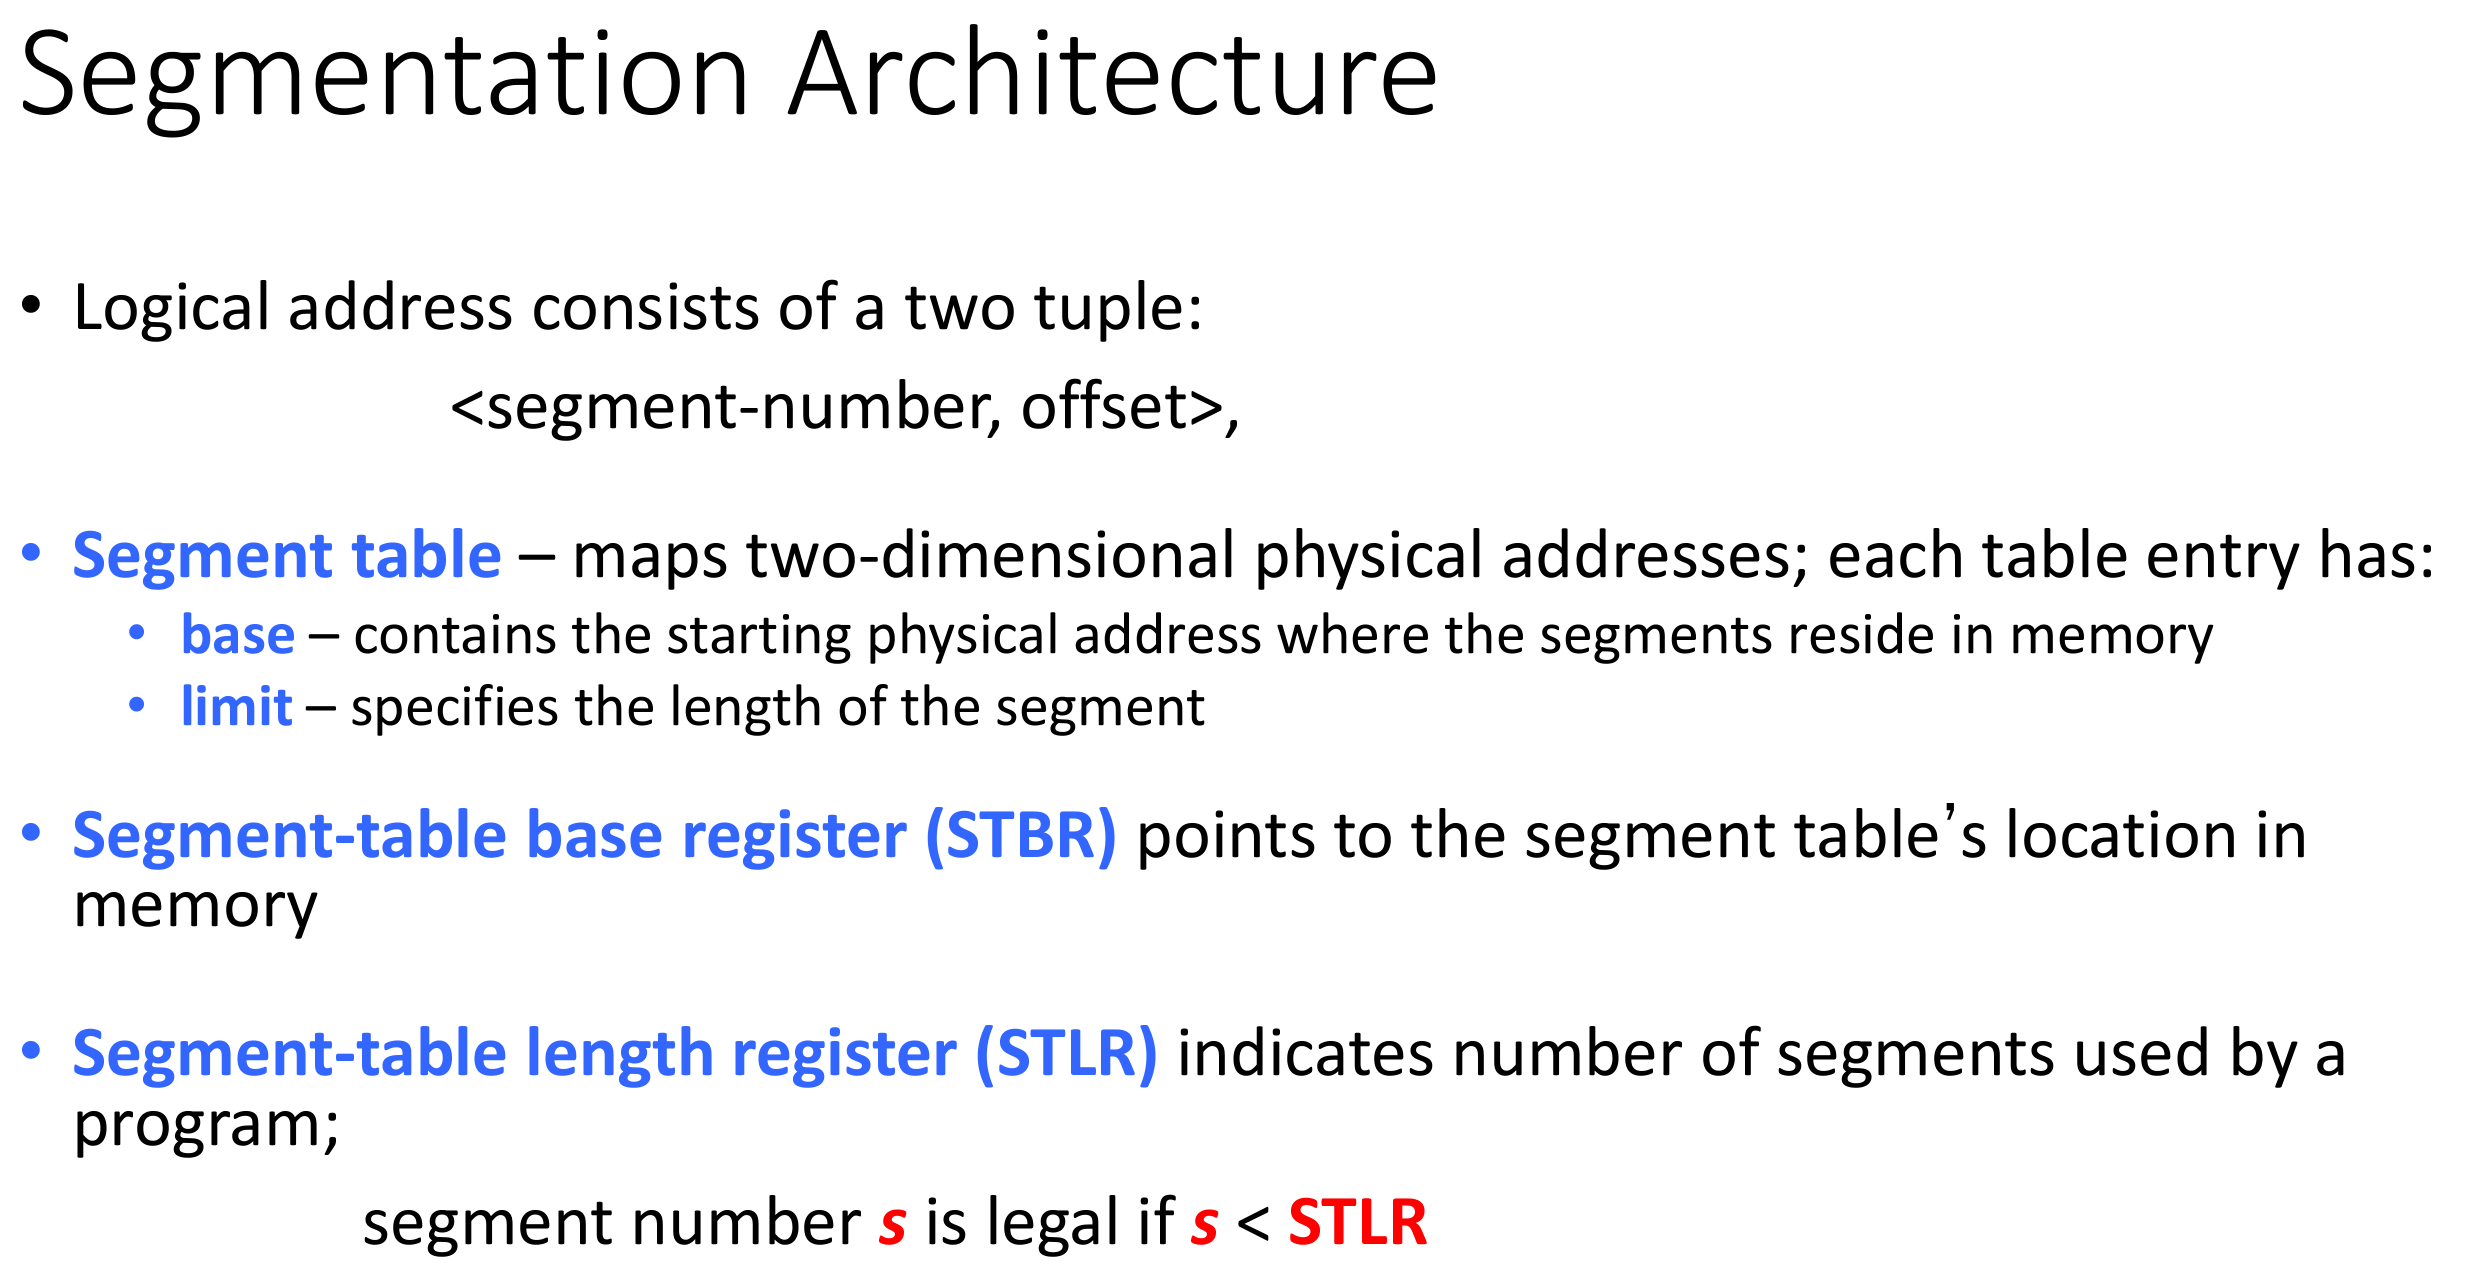 Segmentation Architecture
• Logical address consists of a two tuple:
<segment-number, offset>,
• Segment table – maps two-dimensional physical addresses; each table entry has:
• base – contains the starting physical address where the segments reside in memory
• limit – specifies the length of the segment
• Segment-table base register (STBR) points to the segment table’s location in
memory
• Segment-table length register (STLR) indicates number of segments used by a
program;
segment number s is legal if s < STLR